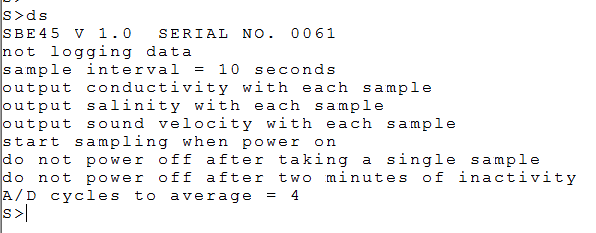 S>ds
SBE45 V 1.0  SERIAL NO. 0061
not logging data
sample interval = 10 seconds
output conductivity with each sample
output salinity with each sample
output sound velocity with each sample
start sampling when power on
do not power off after taking a single sample
do not power off after two minutes of inactivity
A/D cycles to average = 4
S>